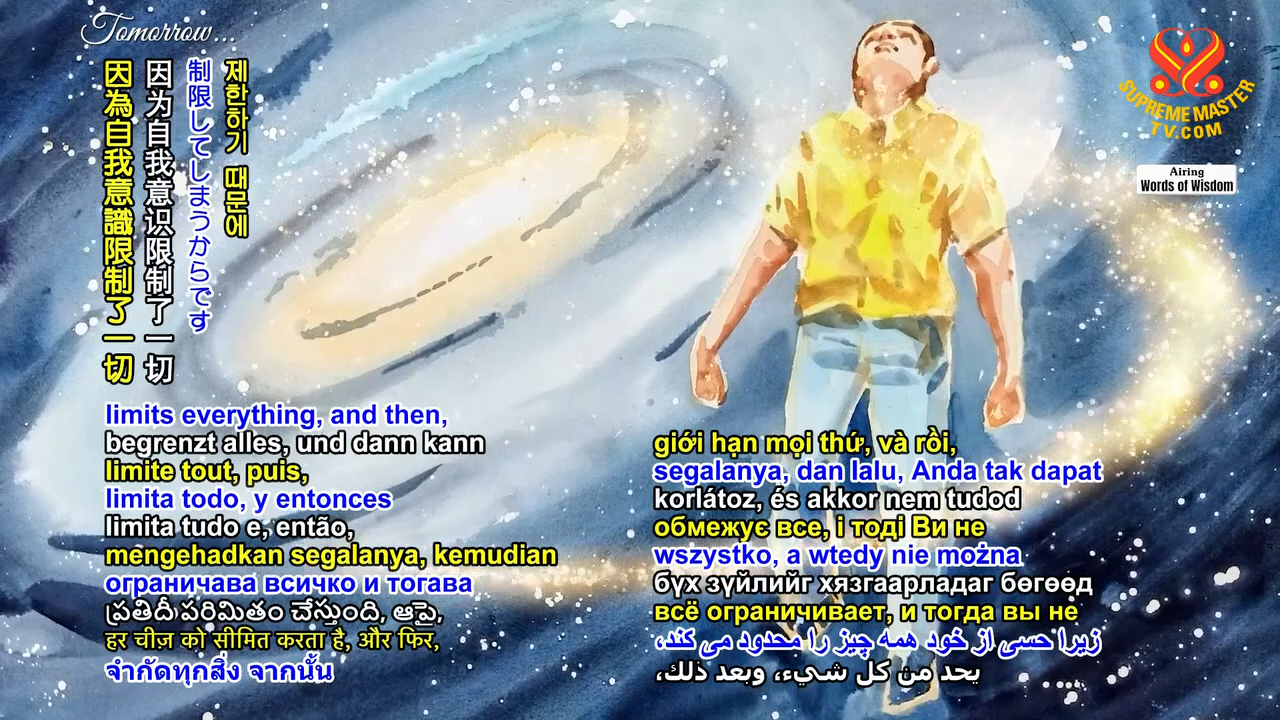 Tomorrow...
因為自我意識限制了一切
因为自我意识限制了一切
制限してしまうからです
제한하기 때문에
SUPREME MASTER
TV.COM
Airing
Words of Wisdom
limits everything, and then,
begrenzt alles, und dann kann
limite tout, puis,
limita todo, y entonces
limita tudo e, então,
mengehadkan segalanya, kemudian
ограничава всичко и тогава
ప్రతిదీ పరిమితం చేస్తుంది, ఆపై,
हर चीज़ को सीमित करता है, और फिर,
จำกัดทุกสิ่ง จากนั้น
giới hạn mọi thứ, và rồi,
segalanya, dan lalu, Anda tak dapat
korlátoz, és akkor nem tudod
обмежує все, і тоді Ви не
wszystko, a wtedy nie można
бүх зүйлийг хязгаарладаг бөгөөд
всё ограничивает, и тогда вы не
زیرا حسی از خود همه چیز را محدود می کند،
يحد من كل شيء، وبعد ذلك،